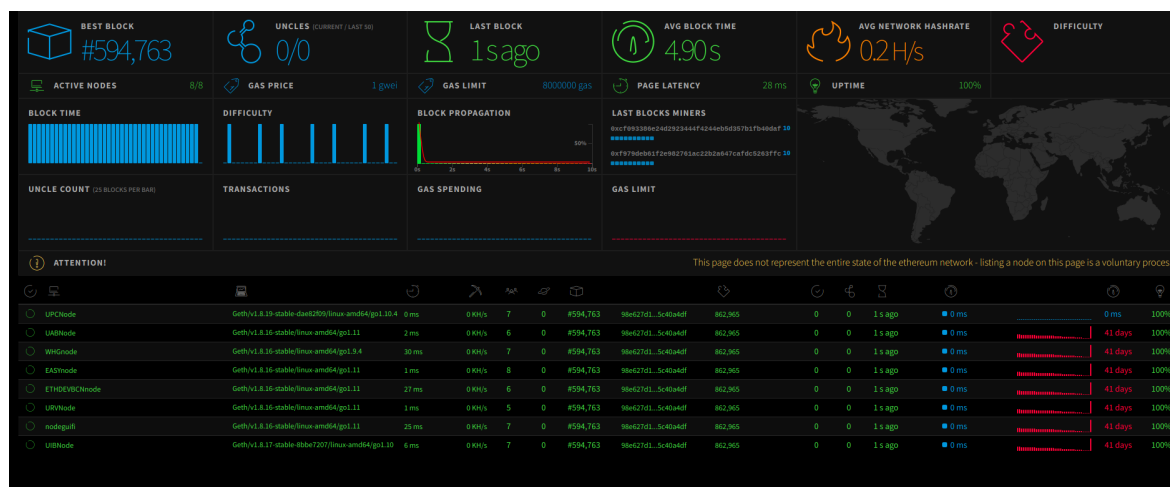 BEST BLOCK
#594,763
UNCLES (CURRENT / LAST 50)
0/0
LAST BLOCK
1 s ago
AVG BLOCK TIME
4.90 s
AVG NETWORK HASHRATE
0.2 H/s
DIFFICULTY
ACTIVE NODES 8/8
GAS PRICE 1 gwei
GAS LIMIT 8000000 gas
PAGE LATENCY 28 ms
UPTIME 100%
BLOCK TIME
DIFFICULTY
BLOCK PROPAGATION
50%
0s 2s 4s 6s 8s 10s
LAST BLOCKS MINERS
10
10
UNCLE COUNT (25 BLOCKS PER BAR)
TRANSACTIONS
GAS SPENDING
GAS LIMIT
ATTENTION!
This page does not represent the entire state of the ethereum network - listing a node on this page is a voluntary proces
UPCNode Geth/v1.8.19-stable-dae82f09/linux-amd64/go1.10.4 0 ms 0 KH/s 7 0 #594,763 98e627d1...5c40a4df 862,965 0 0 1 s ago 0 ms 0 ms 100%
UABNode Geth/v1.8.16-stable/linux-amd64/go1.11 2 ms 0 KH/s 6 0 #594,763 98e627d1...5c40a4df 862,965 0 0 1 s ago 0 ms 41 days 100%
WHGnode Geth/v1.8.16-stable/linux-amd64/go1.9.4 30 ms 0 KH/s 7 0 #594,763 98e627d1...5c40a4df 862,965 0 0 1 s ago 0 ms 41 days 100%
EASYnode Geth/v1.8.16-stable/linux-amd64/go1.11 1 ms 0 KH/s 8 0 #594,763 98e627d1...5c40a4df 862,965 0 0 1 s ago 0 ms 41 days 100%
ETHDEVBCNnode Geth/v1.8.16-stable/linux-amd64/go1.11 27 ms 0 KH/s 6 0 #594,763 98e627d1...5c40a4df 862,965 0 0 1 s ago 0 ms 41 days 100%
URVNode Geth/v1.8.16-stable/linux-amd64/go1.11 1 ms 0 KH/s 5 0 #594,763 98e627d1...5c40a4df 862,965 0 0 1 s ago 0 ms 41 days 100%
nodeguifi Geth/v1.8.16-stable/linux-amd64/go1.11 25 ms 0 KH/s 7 0 #594,763 98e627d1...5c40a4df 862,965 0 0 1 s ago 0 ms 41 days 100%
UIBNode Geth/v1.8.17-stable-8bbe7207/linux-amd64/go1.10 6 ms 0 KH/s 7 0 #594,763 98e627d1...5c40a4df 862,965 0 0 1 s ago 0 ms 41 days 100%